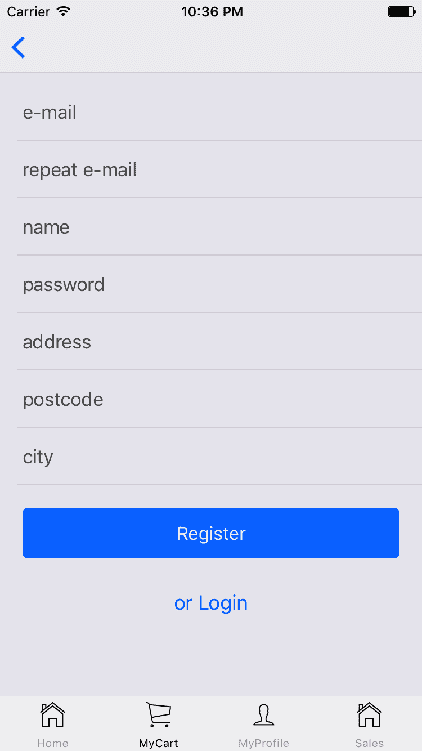 Carrier 10:36 PM
e-mail
repeat e-mail
name
password
address
postcode
city
Register
or Login
Home MyCart MyProfile Sales